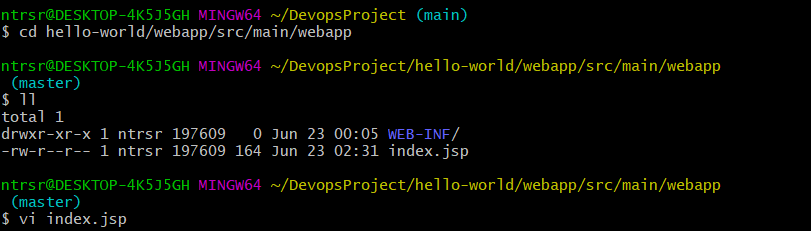 ntrsr@DESKTOP-4K5J5GH MINGW64 ~/DevopsProject (main)
$ cd hello-world/webapp/src/main/webapp
ntrsr@DESKTOP-4K5J5GH MINGW64 ~/DevopsProject/hello-world/webapp/src/main/webapp
(master)
$ ll
total 1
drwxr-xr-x 1 ntrsr 197609   0 Jun 23 00:05 WEB-INF/
-rw-r--r-- 1 ntrsr 197609 164 Jun 23 02:31 index.jsp
ntrsr@DESKTOP-4K5J5GH MINGW64 ~/DevopsProject/hello-world/webapp/src/main/webapp
(master)
$ vi index.jsp